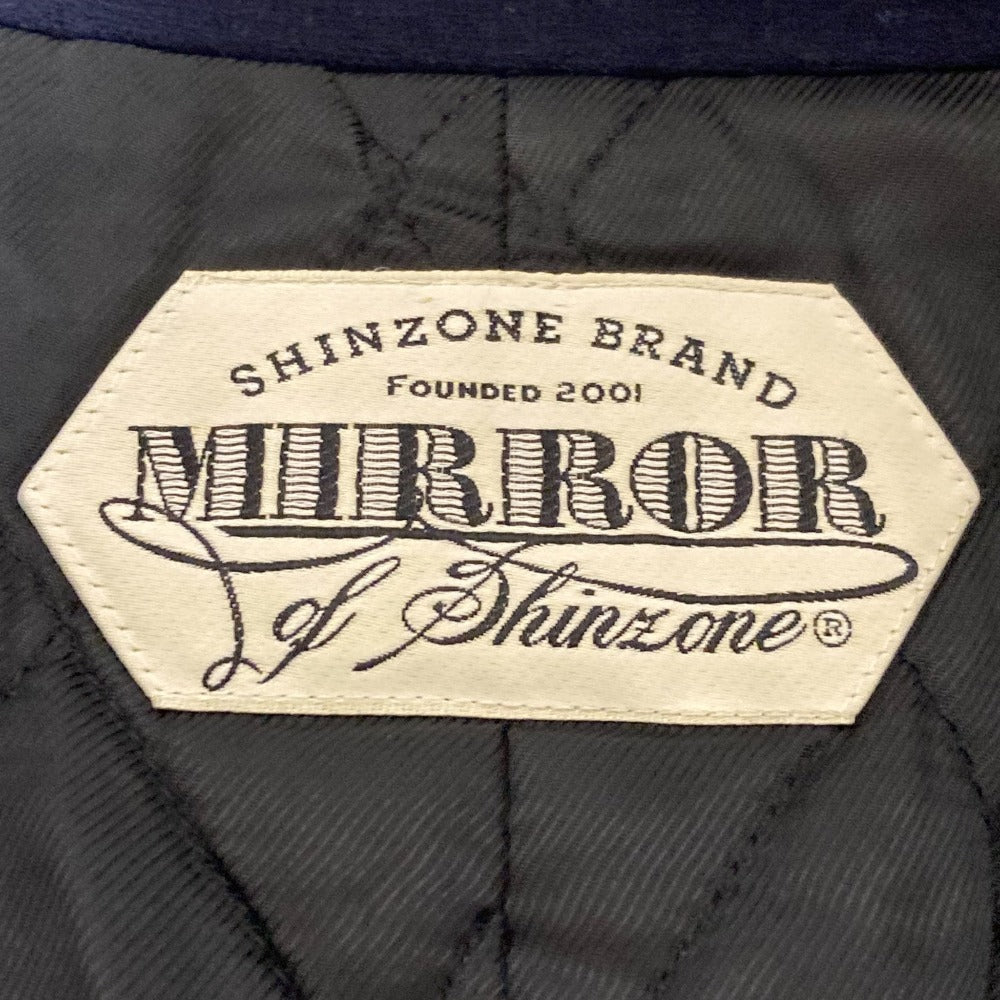 SHINZONE BRAND
FOUNDED 2001
MIRROR
of Shinzone®